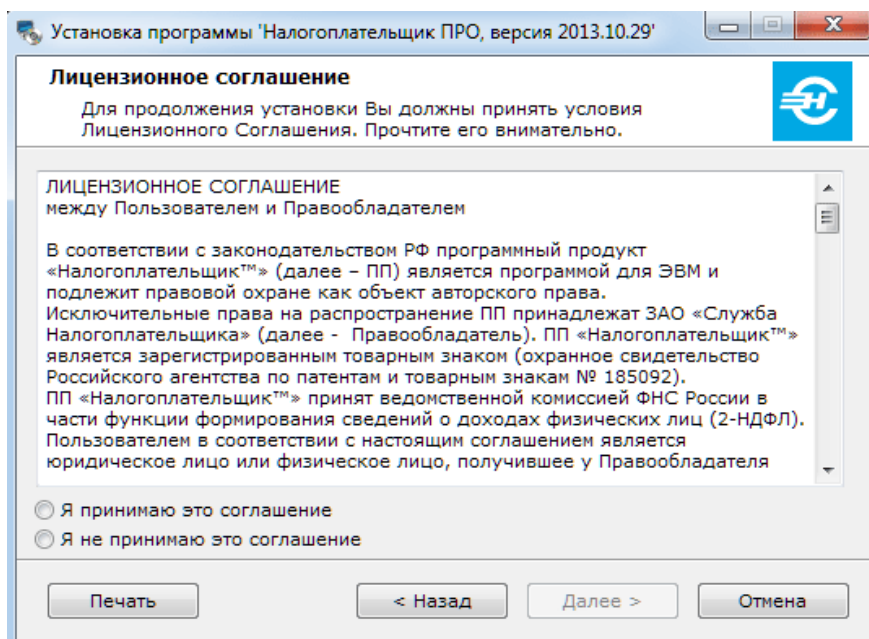 Установка программы 'Налогоплательщик ПРО, версия 2013.10.29'
Лицензионное соглашение
Для продолжения установки Вы должны принять условия
Лицензионного Соглашения. Прочтите его внимательно.
ЛИЦЕНЗИОННОЕ СОГЛАШЕНИЕ
между Пользователем и Правообладателем
В соответствии с законодательством РФ программный продукт
«Налогоплательщик™» (далее – ПП) является программой для ЭВМ и
подлежит правовой охране как объект авторского права.
Исключительные права на распространение ПП принадлежат ЗАО «Служба
Налогоплательщика» (далее - Правообладатель). ПП «Налогоплательщик™»
является зарегистрированным товарным знаком (охранное свидетельство
Российского агентства по патентам и товарным знакам № 185092).
ПП «Налогоплательщик™» принят ведомственной комиссией ФНС России в
части функции формирования сведений о доходах физических лиц (2-НДФЛ).
Пользователем в соответствии с настоящим соглашением является
юридическое лицо или физическое лицо, получившее у Правообладателя
Я принимаю это соглашение
Я не принимаю это соглашение
Печать
< Назад
Далее >
Отмена